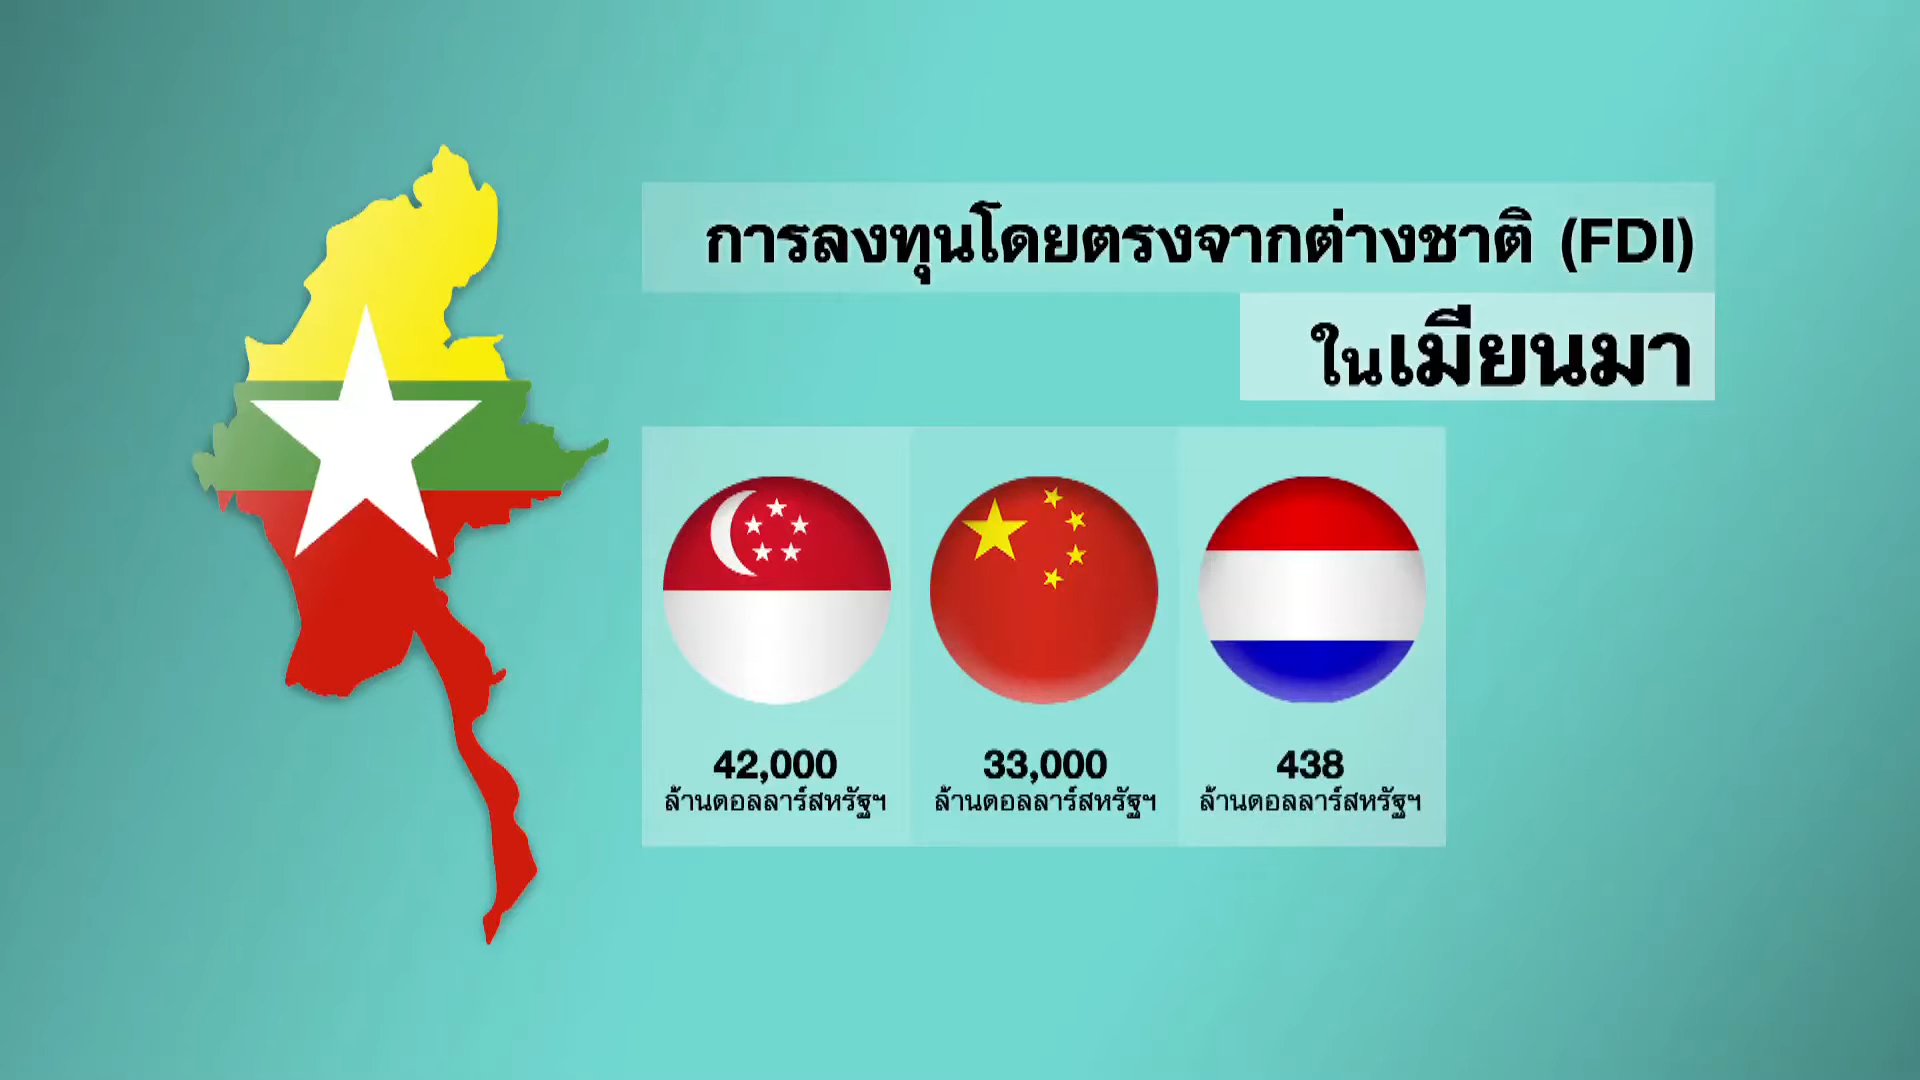 การลงทุนโดยตรงจากต่างชาติ (FDI)
ในเมียนมา
42,000
ล้านดอลลาร์สหรัฐฯ
33,000
ล้านดอลลาร์สหรัฐฯ
438
ล้านดอลลาร์สหรัฐฯ